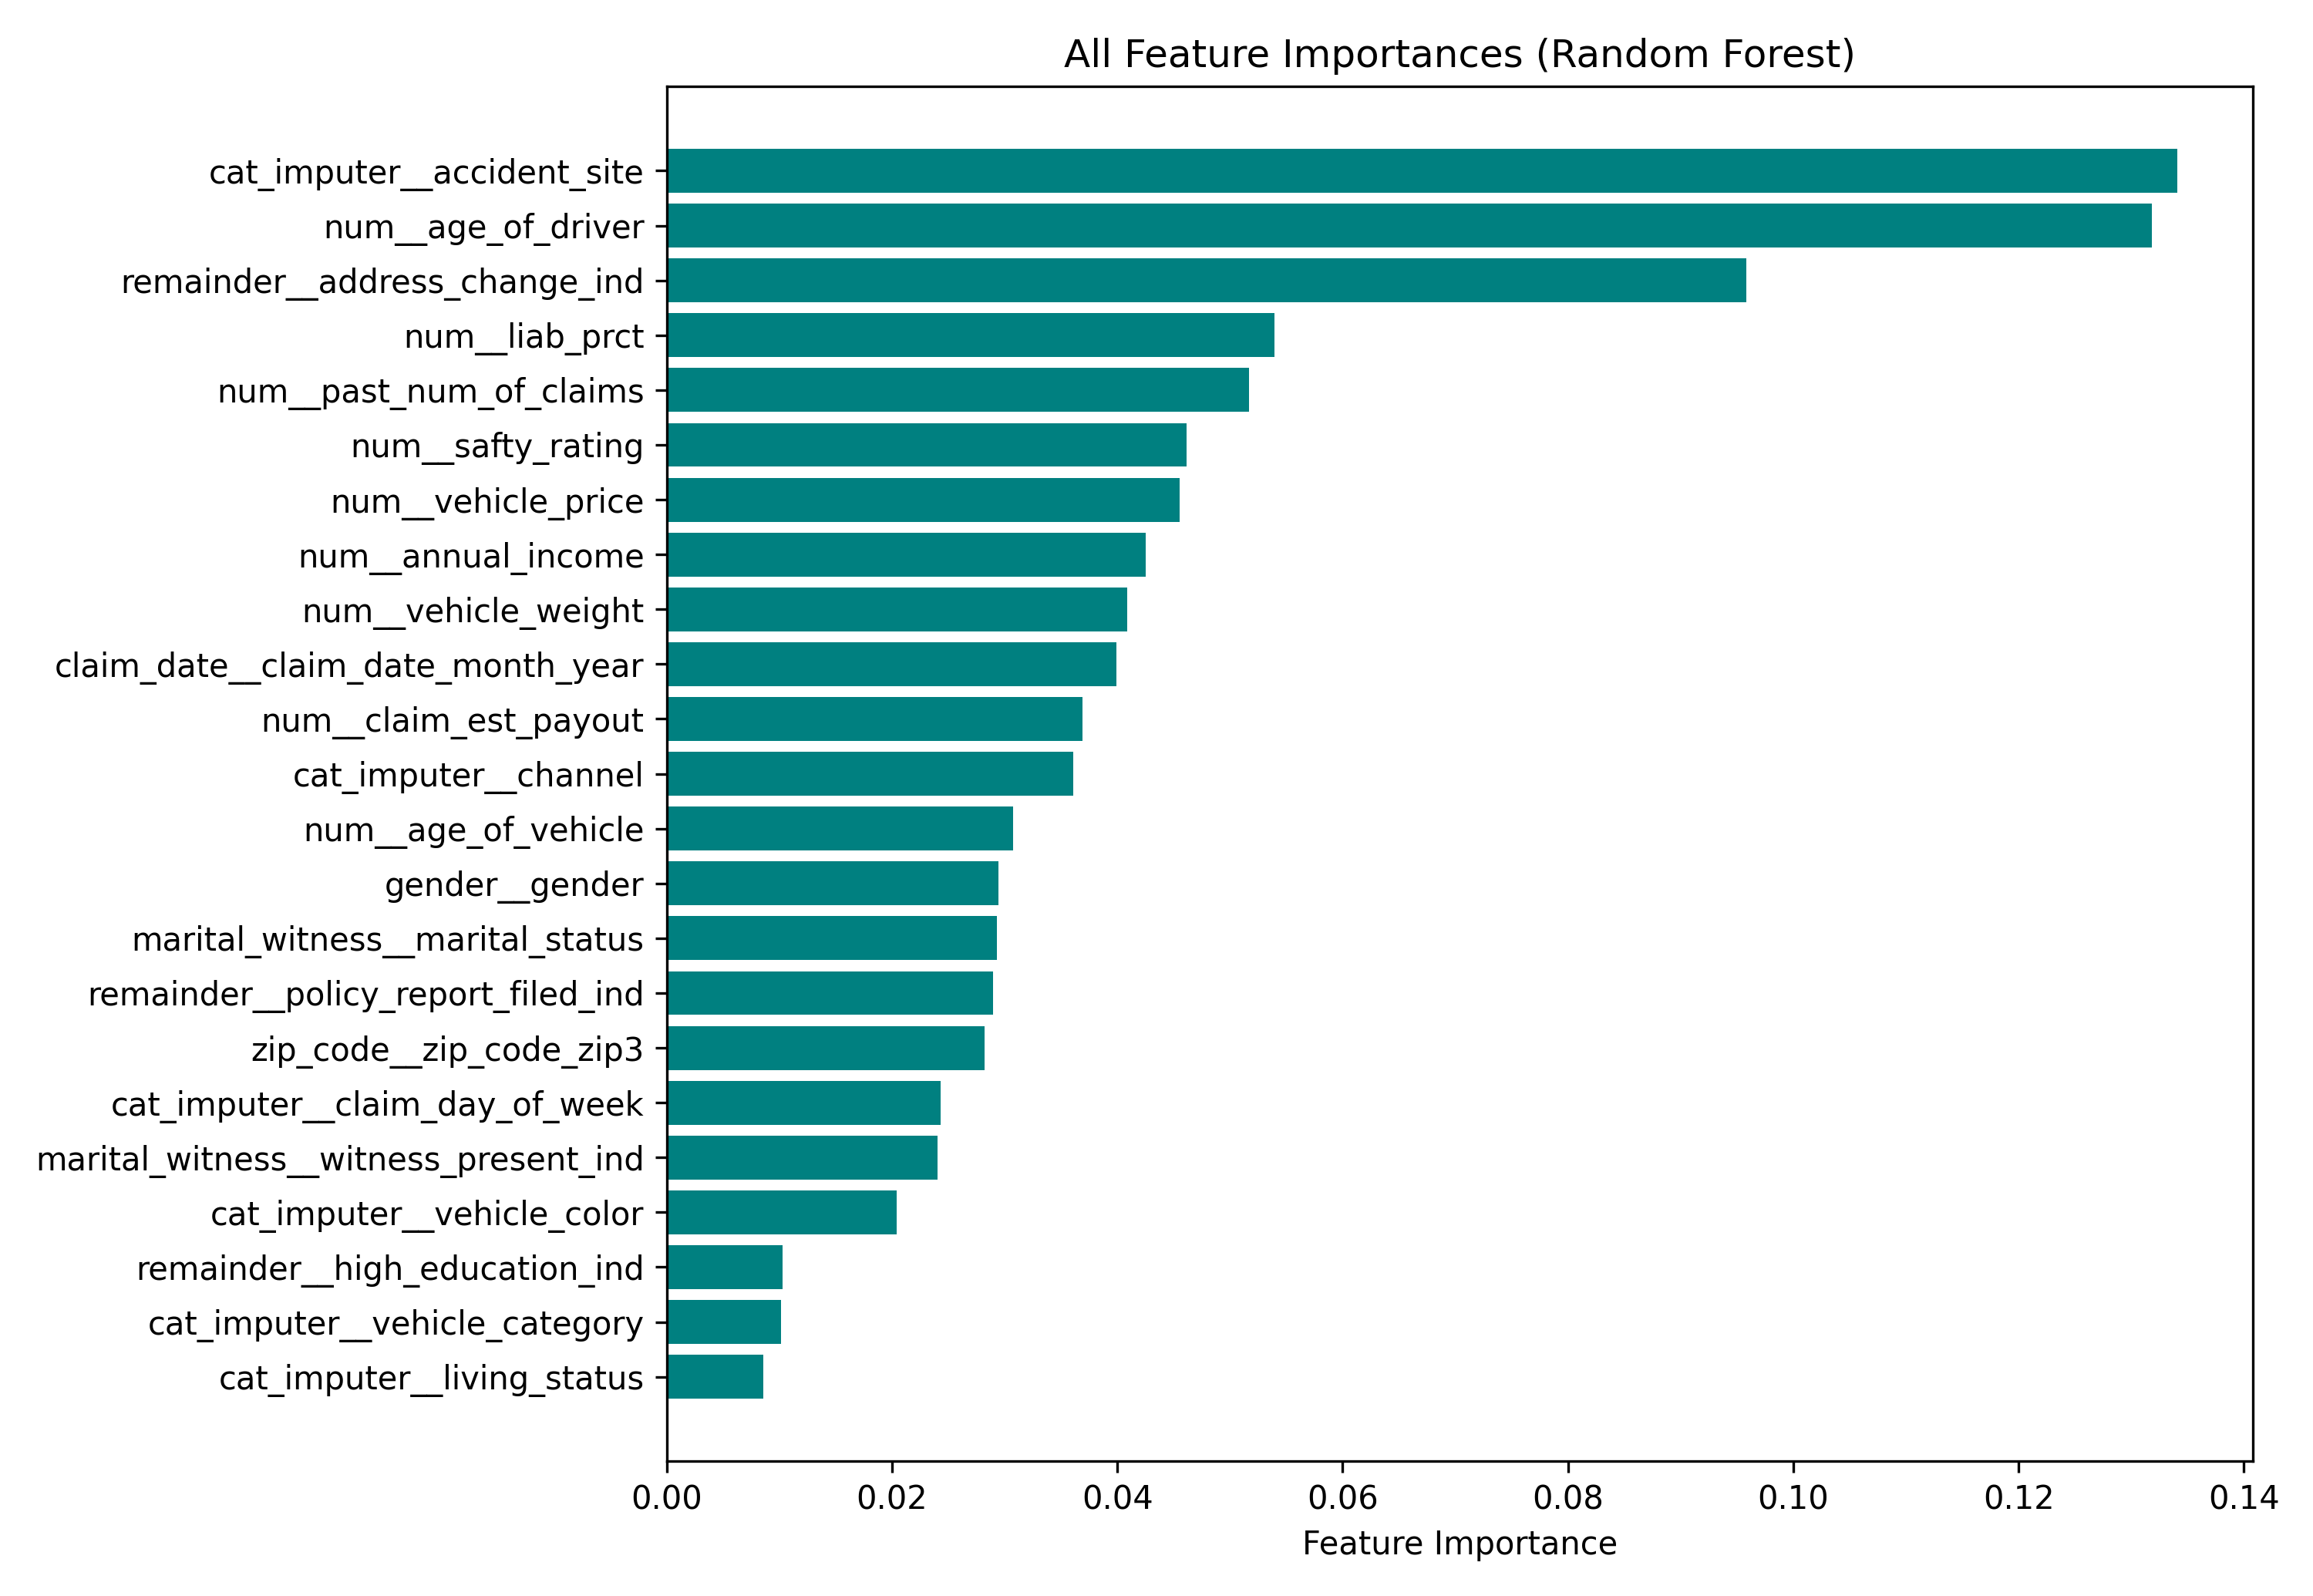 All Feature Importances (Random Forest)
cat_imputer__accident_site
num__age_of_driver
remainder__address_change_ind
num__liab_prct
num__past_num_of_claims
num__safty_rating
num__vehicle_price
num__annual_income
num__vehicle_weight
claim_date__claim_date_month_year
num__claim_est_payout
cat_imputer__channel
num__age_of_vehicle
gender__gender
marital_witness__marital_status
remainder__policy_report_filed_ind
zip_code__zip_code_zip3
cat_imputer__claim_day_of_week
marital_witness__witness_present_ind
cat_imputer__vehicle_color
remainder__high_education_ind
cat_imputer__vehicle_category
cat_imputer__living_status
0.00 0.02 0.04 0.06 0.08 0.10 0.12 0.14
Feature Importance